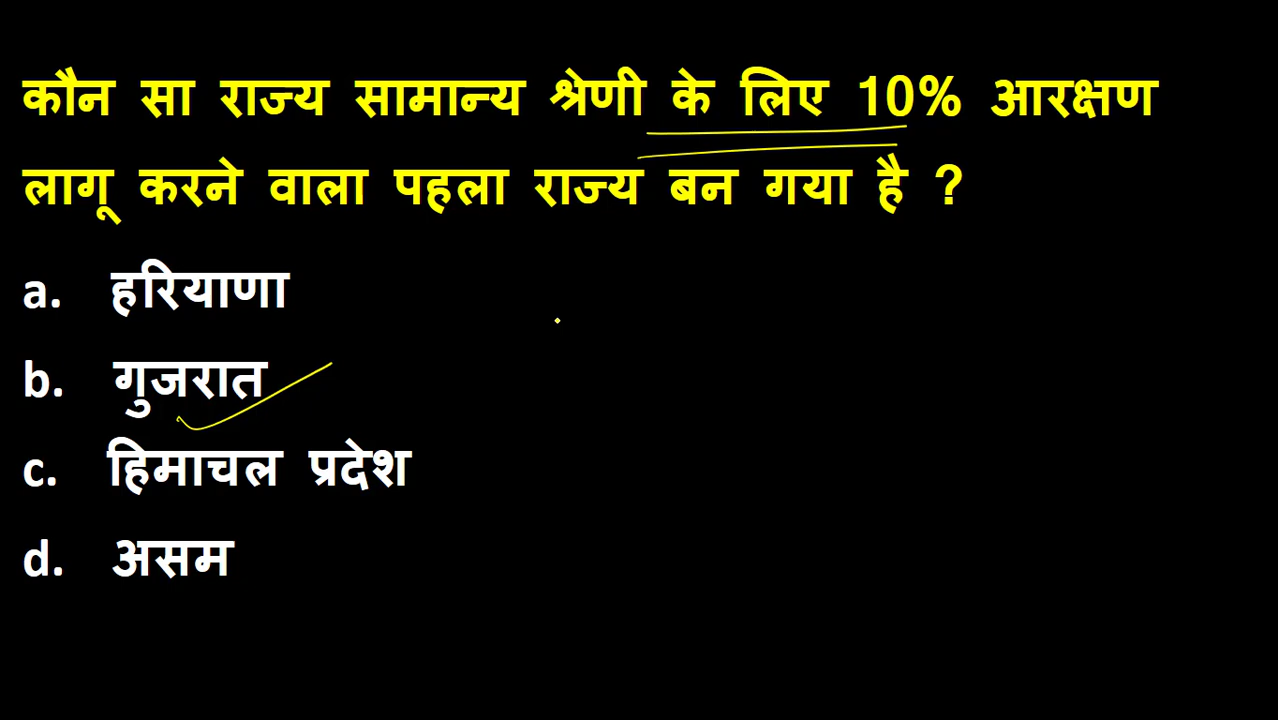 कौन सा राज्य सामान्य श्रेणी के लिए 10% आरक्षण
लागू करने वाला पहला राज्य बन गया है ?
a. हरियाणा
b. गुजरात
c. हिमाचल प्रदेश
d. असम